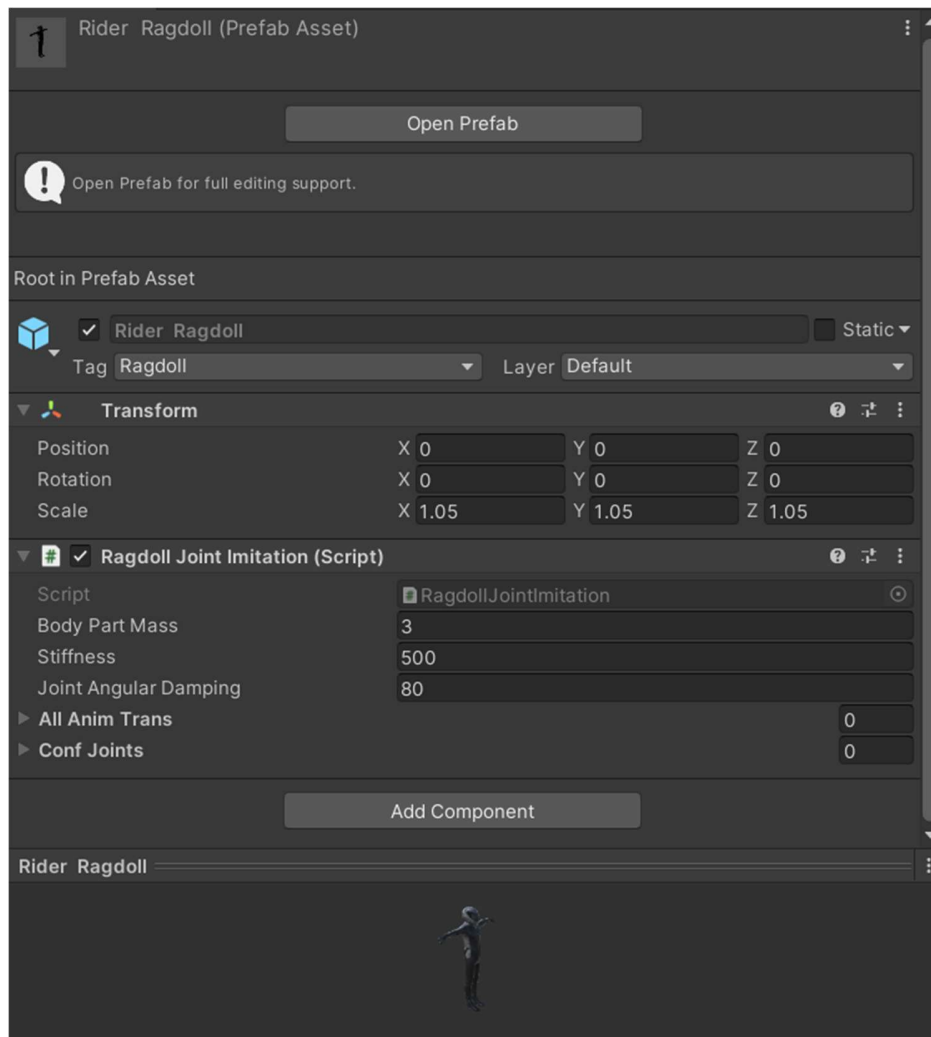 Rider Ragdoll (Prefab Asset)
Open Prefab
Open Prefab for full editing support.
Root in Prefab Asset
Rider Ragdoll Static
Tag Ragdoll Layer Default
Transform
Position X 0 Y 0 Z 0
Rotation X 0 Y 0 Z 0
Scale X 1.05 Y 1.05 Z 1.05
# Ragdoll Joint Imitation (Script)
Script # RagdollJointImitation
Body Part Mass 3
Stiffness 500
Joint Angular Damping 80
All Anim Trans 0
Conf Joints 0
Add Component
Rider Ragdoll